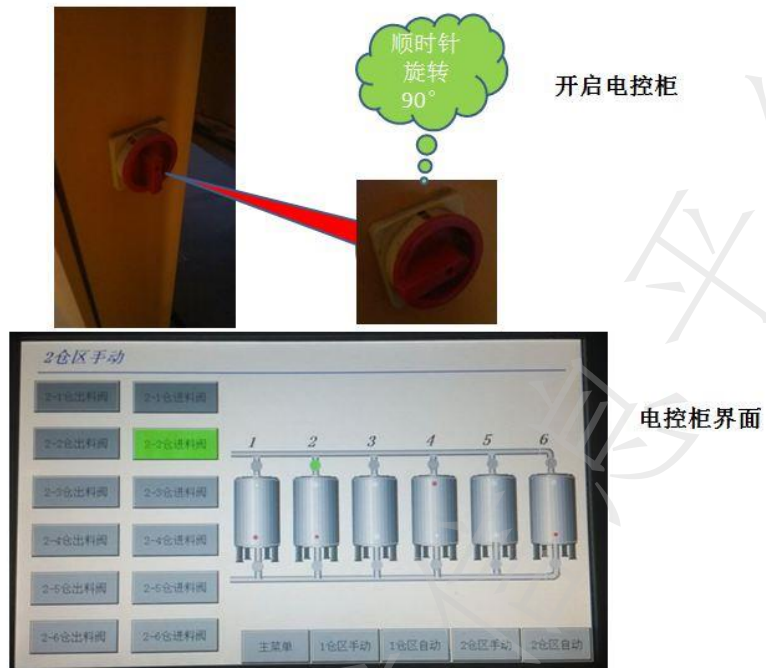 顺时针
旋转
90°
开启电控柜
2仓区手动
2-1仓出料阀
2-1仓进料阀
2-2仓出料阀
2-2仓进料阀
1 2 3 4 5 6
2-3仓出料阀
2-3仓进料阀
2-4仓出料阀
2-4仓进料阀
2-5仓出料阀
2-5仓进料阀
2-6仓出料阀
2-6仓进料阀
主菜单
1仓区手动
1仓区自动
2仓区手动
2仓区自动
电控柜界面